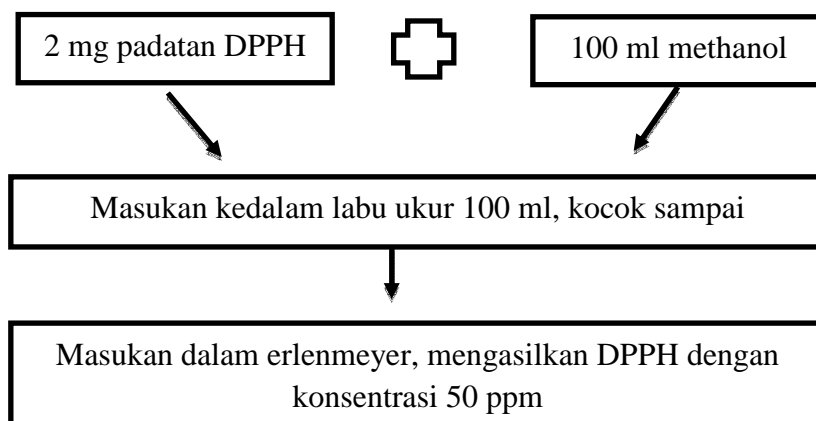 2 mg padatan DPPH
100 ml methanol
Masukan kedalam labu ukur 100 ml, kocok sampai
Masukan dalam erlenmeyer, mengasilkan DPPH dengan
konsentrasi 50 ppm